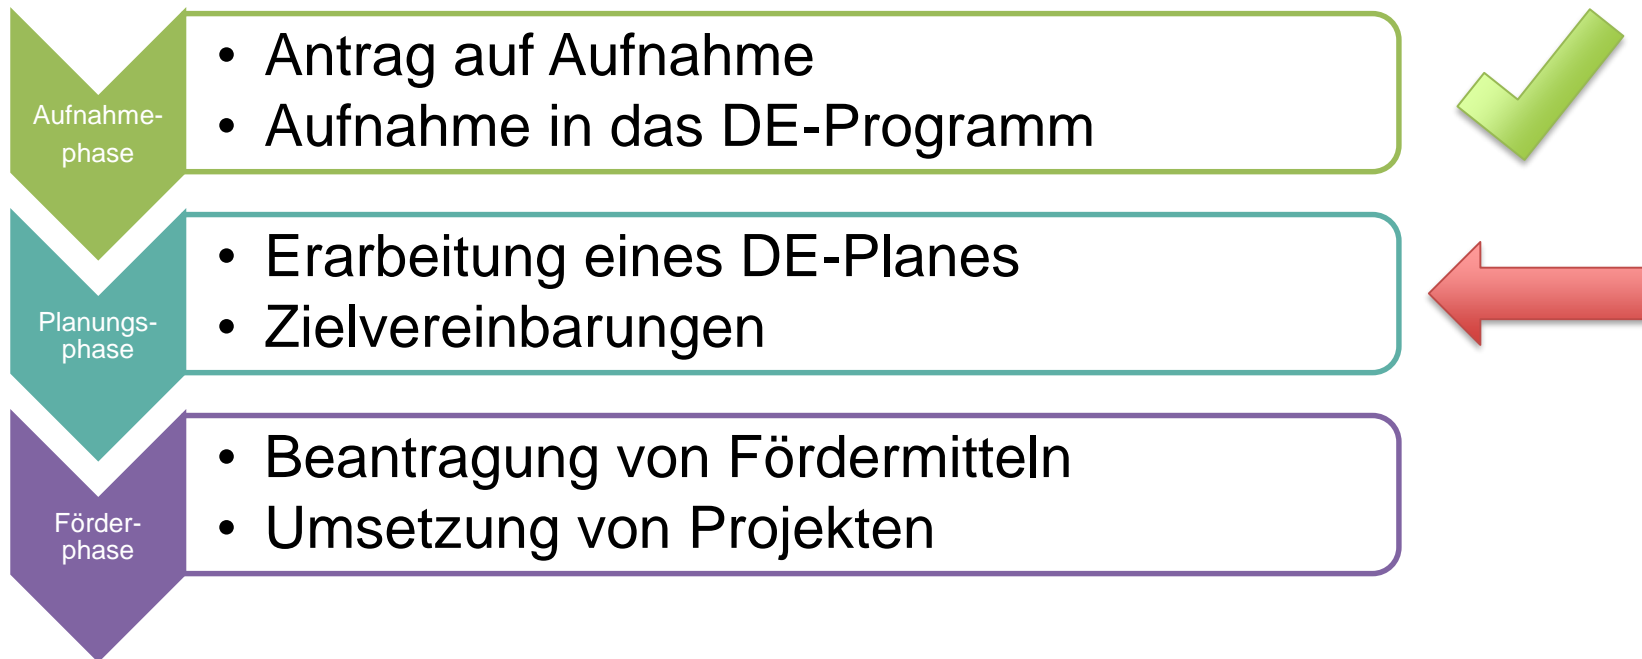 Aufnahme-
phase
• Antrag auf Aufnahme
• Aufnahme in das DE-Programm
Planungs-
phase
• Erarbeitung eines DE-Planes
• Zielvereinbarungen
Förder-
phase
• Beantragung von Fördermitteln
• Umsetzung von Projekten